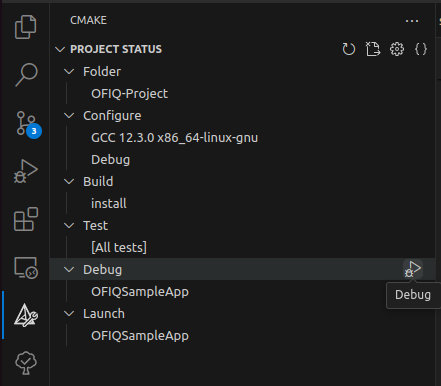 CMAKE
PROJECT STATUS
Folder
OFIQ-Project
Configure
GCC 12.3.0 x86_64-linux-gnu
3
Debug
Build
install
Test
[All tests]
Debug
OFIQSampleApp
Debug
Launch
OFIQSampleApp